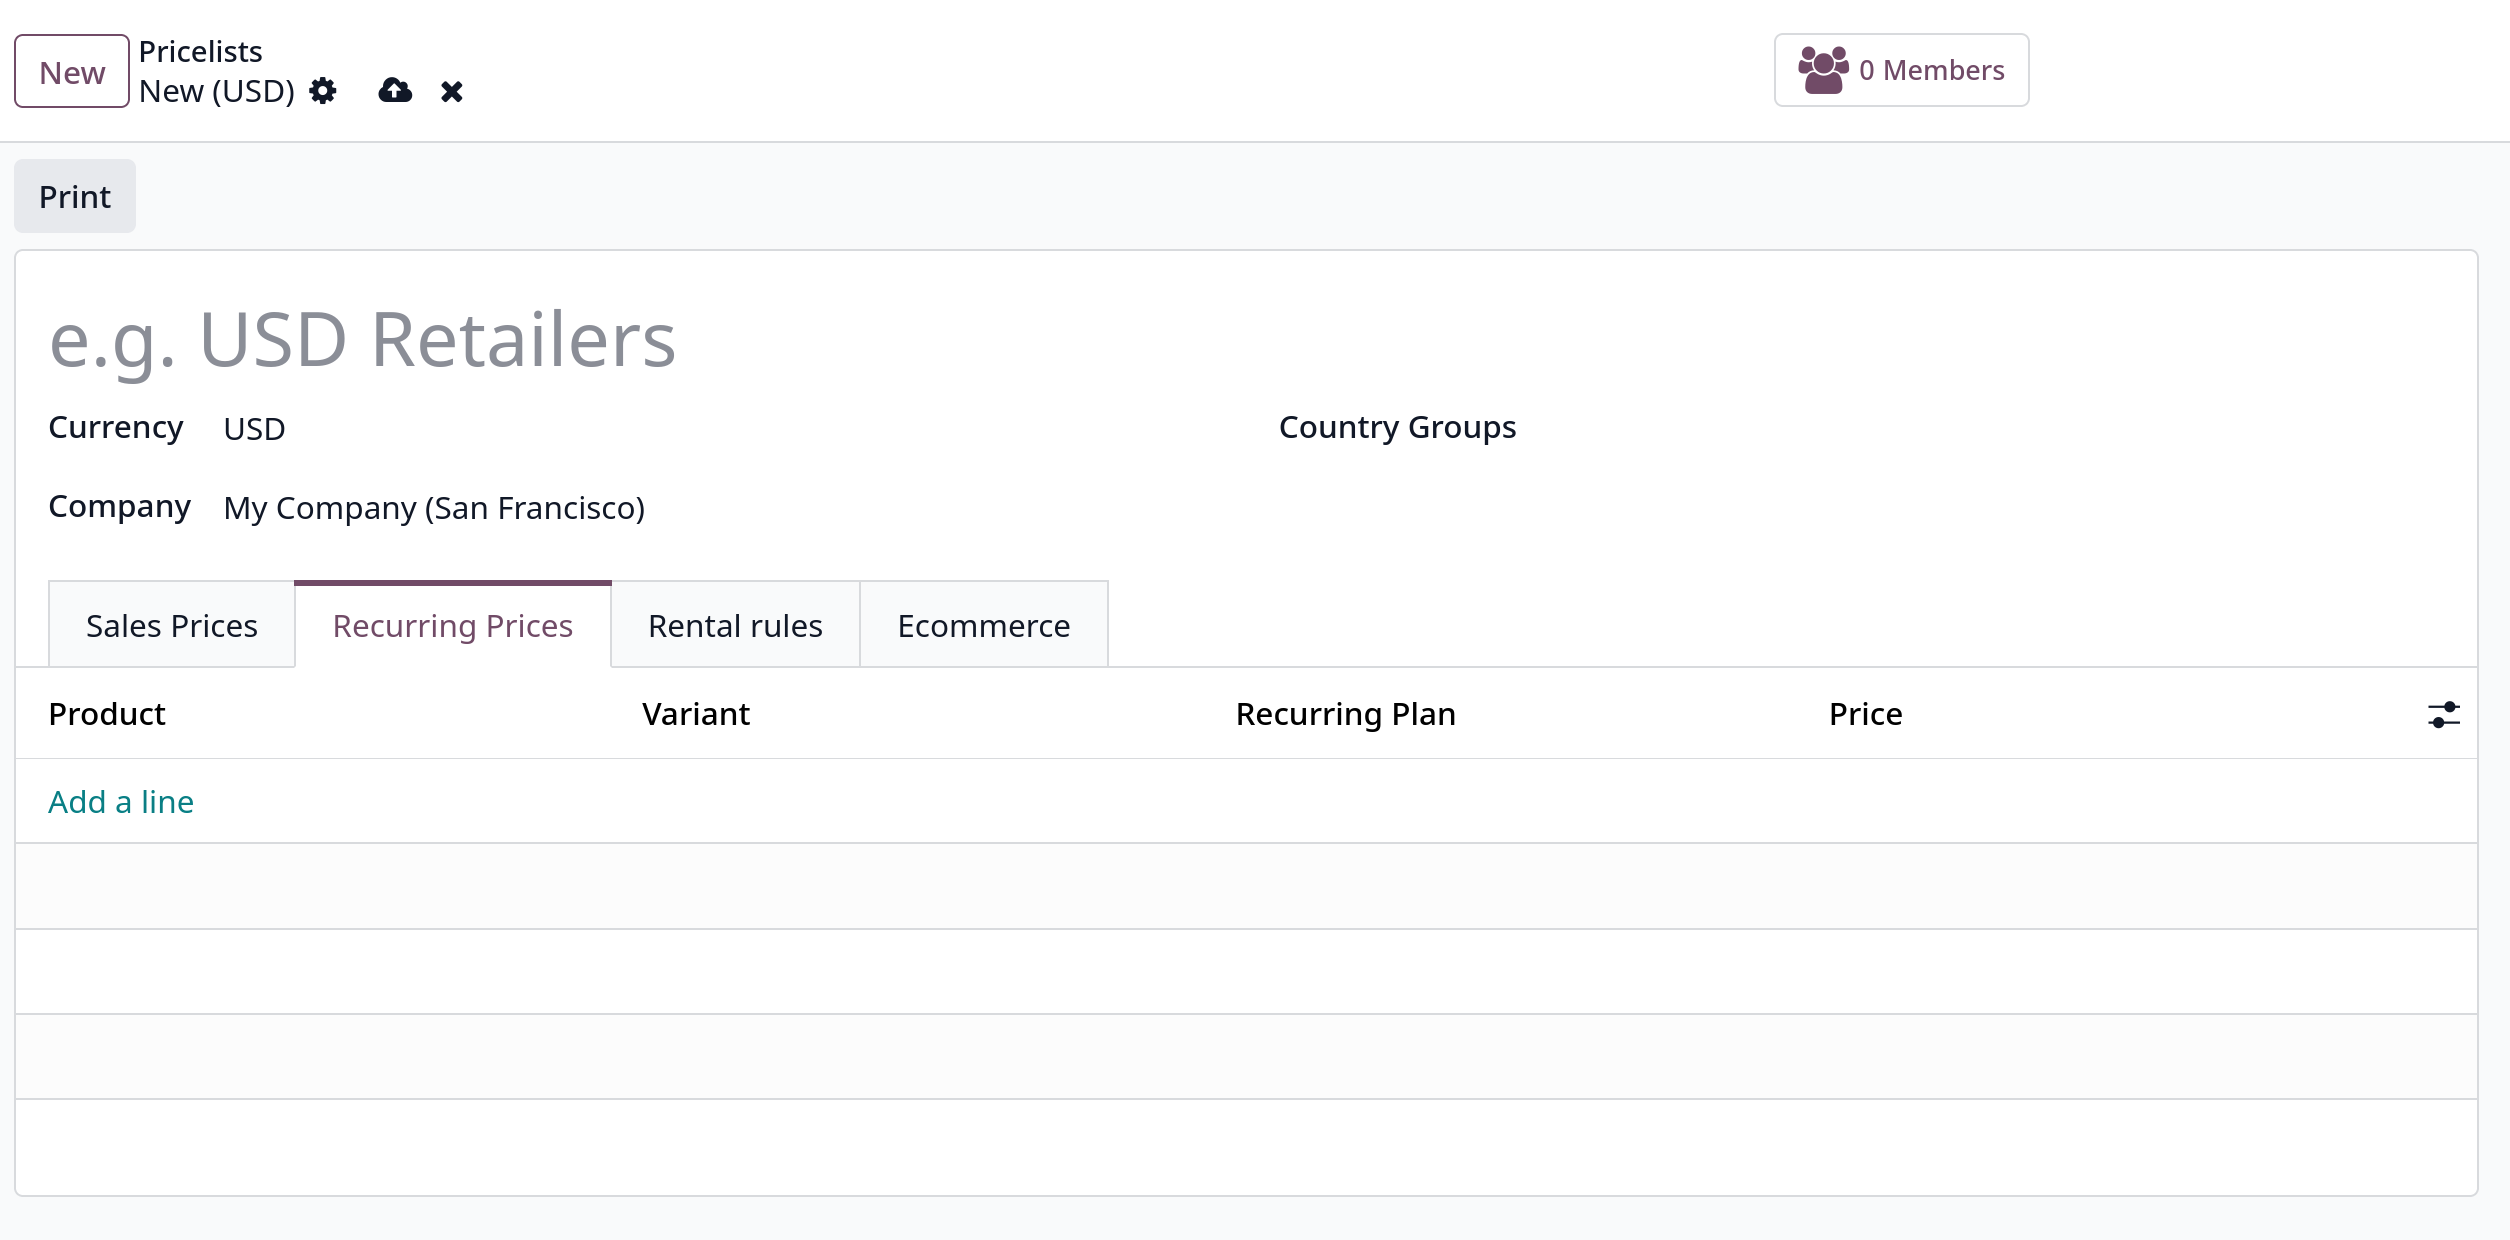 New
Pricelists
New (USD)
0 Members
Print
e.g. USD Retailers
Currency USD
Country Groups
Company My Company (San Francisco)
Sales Prices Recurring Prices Rental rules Ecommerce
Product Variant Recurring Plan Price
Add a line